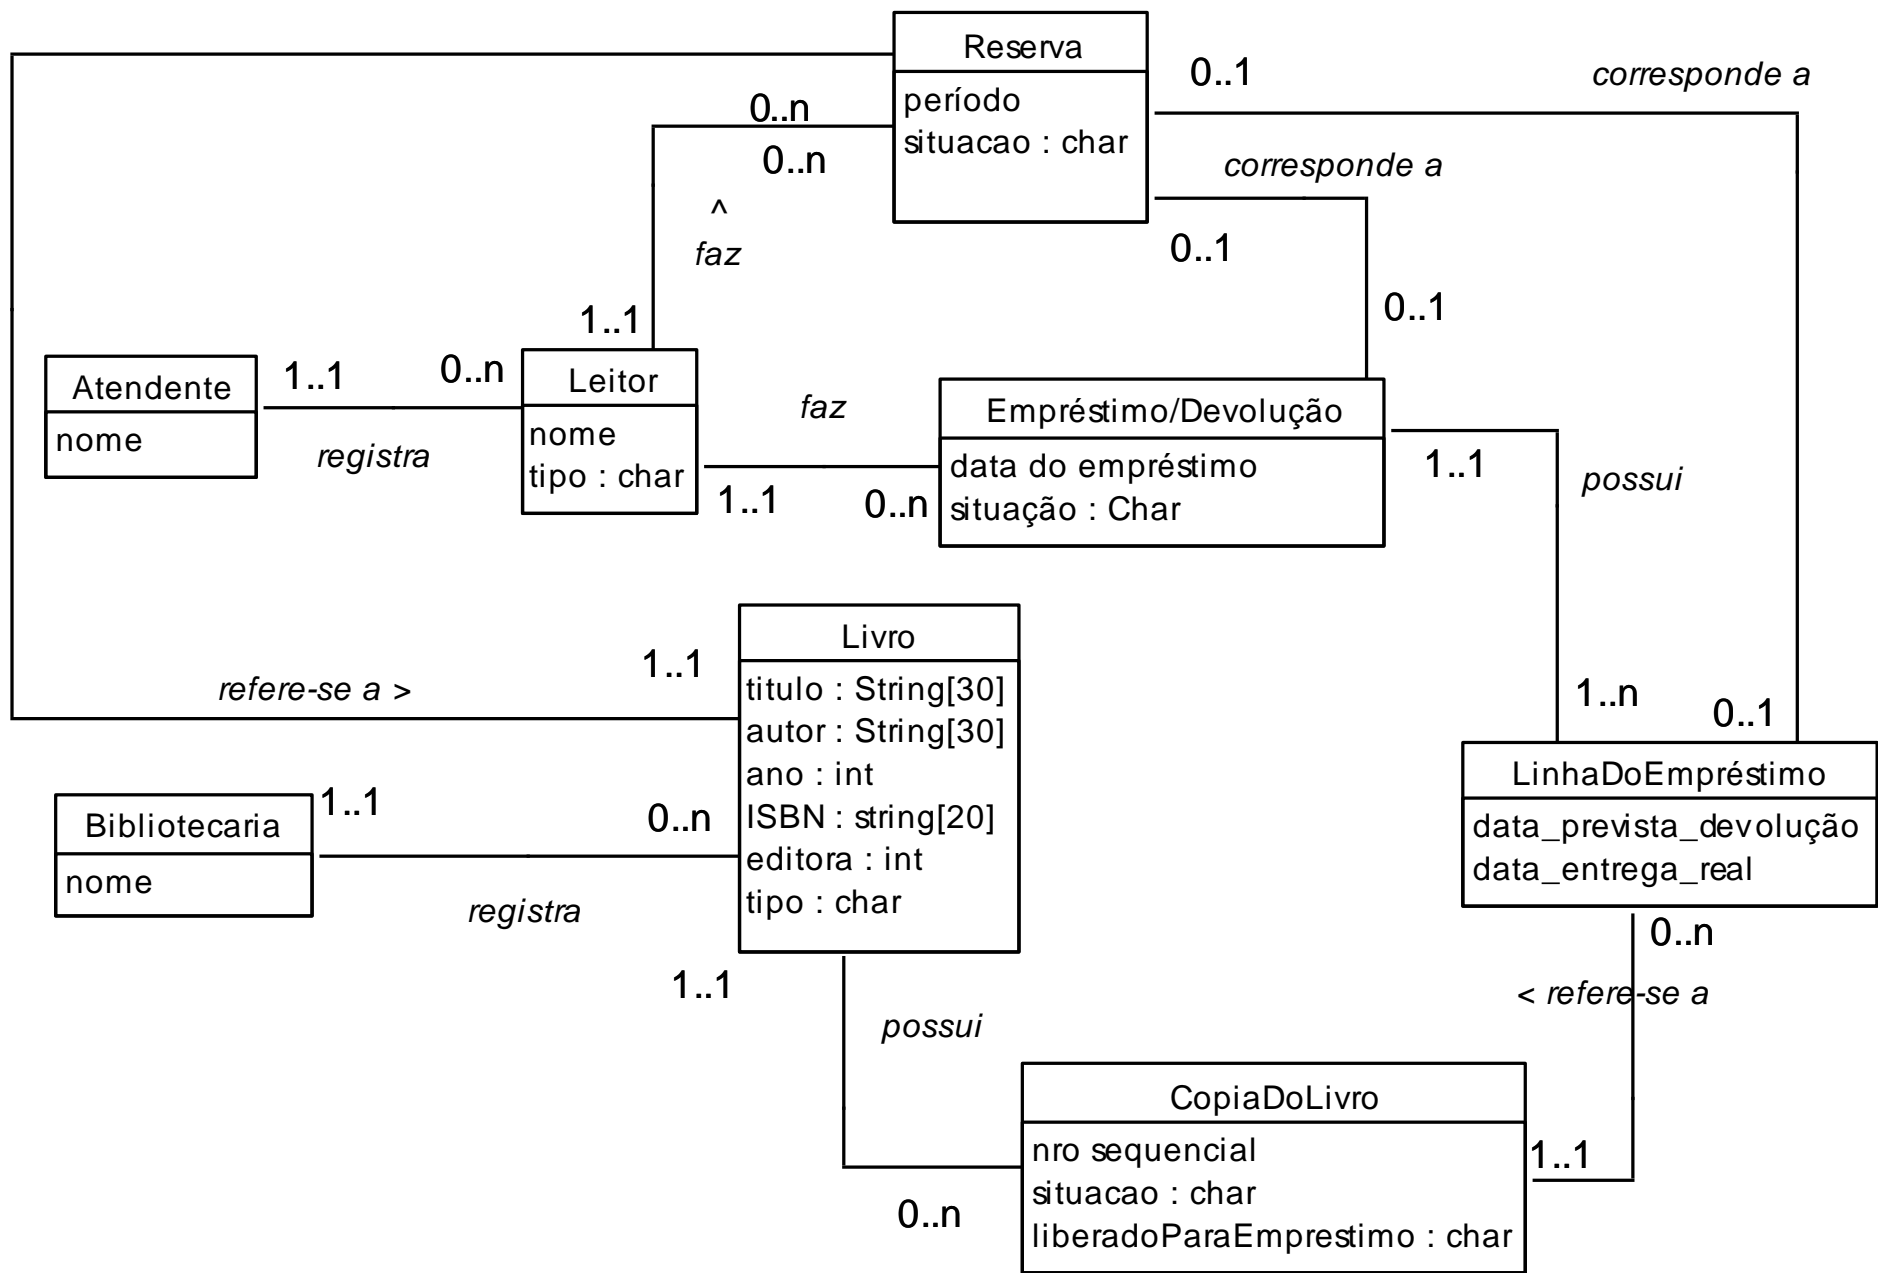 Reserva
período
situacao : char
0..1
corresponde a
0..n
0..n
corresponde a
^
faz
0..1
0..1
1..1
Atendente
nome
1..1
0..n
registra
Leitor
nome
tipo : char
faz
1..1
0..n
Empréstimo/Devolução
data do empréstimo
situação : Char
1..1
possui
1..n
0..1
Livro
titulo : String[30]
autor : String[30]
ano : int
ISBN : string[20]
editora : int
tipo : char
1..1
refere-se a >
Bibliotecaria
nome
1..1
0..n
registra
LinhaDoEmpréstimo
data_prevista_devolução
data_entrega_real
0..n
< refere-se a
1..1
possui
0..n
CopiaDoLivro
nro sequencial
situacao : char
liberadoParaEmprestimo : char
1..1